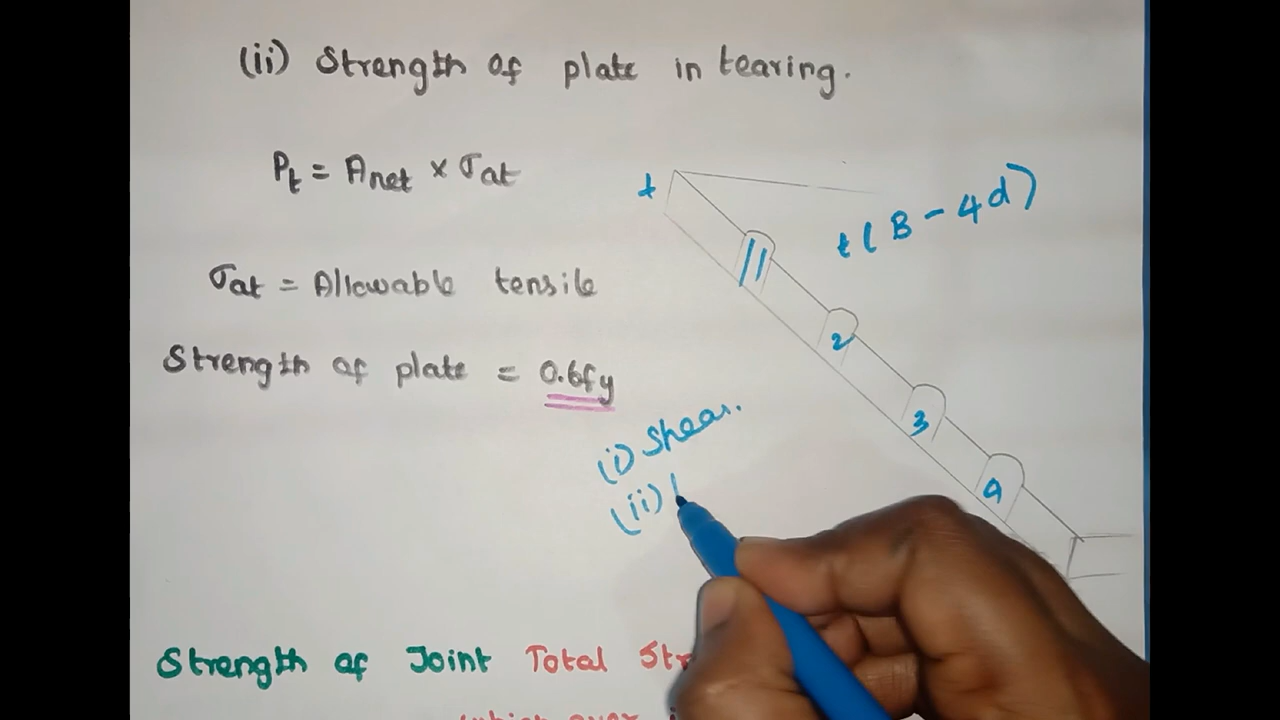 (ii) Strength of plate in tearing.
Pt = Anet × σat
t
t(B - 4d)
σat = Allowable tensile
Strength of plate = 0.6fy
1
2
3
4
(i) Shear.
(ii)
Strength of Joint Total